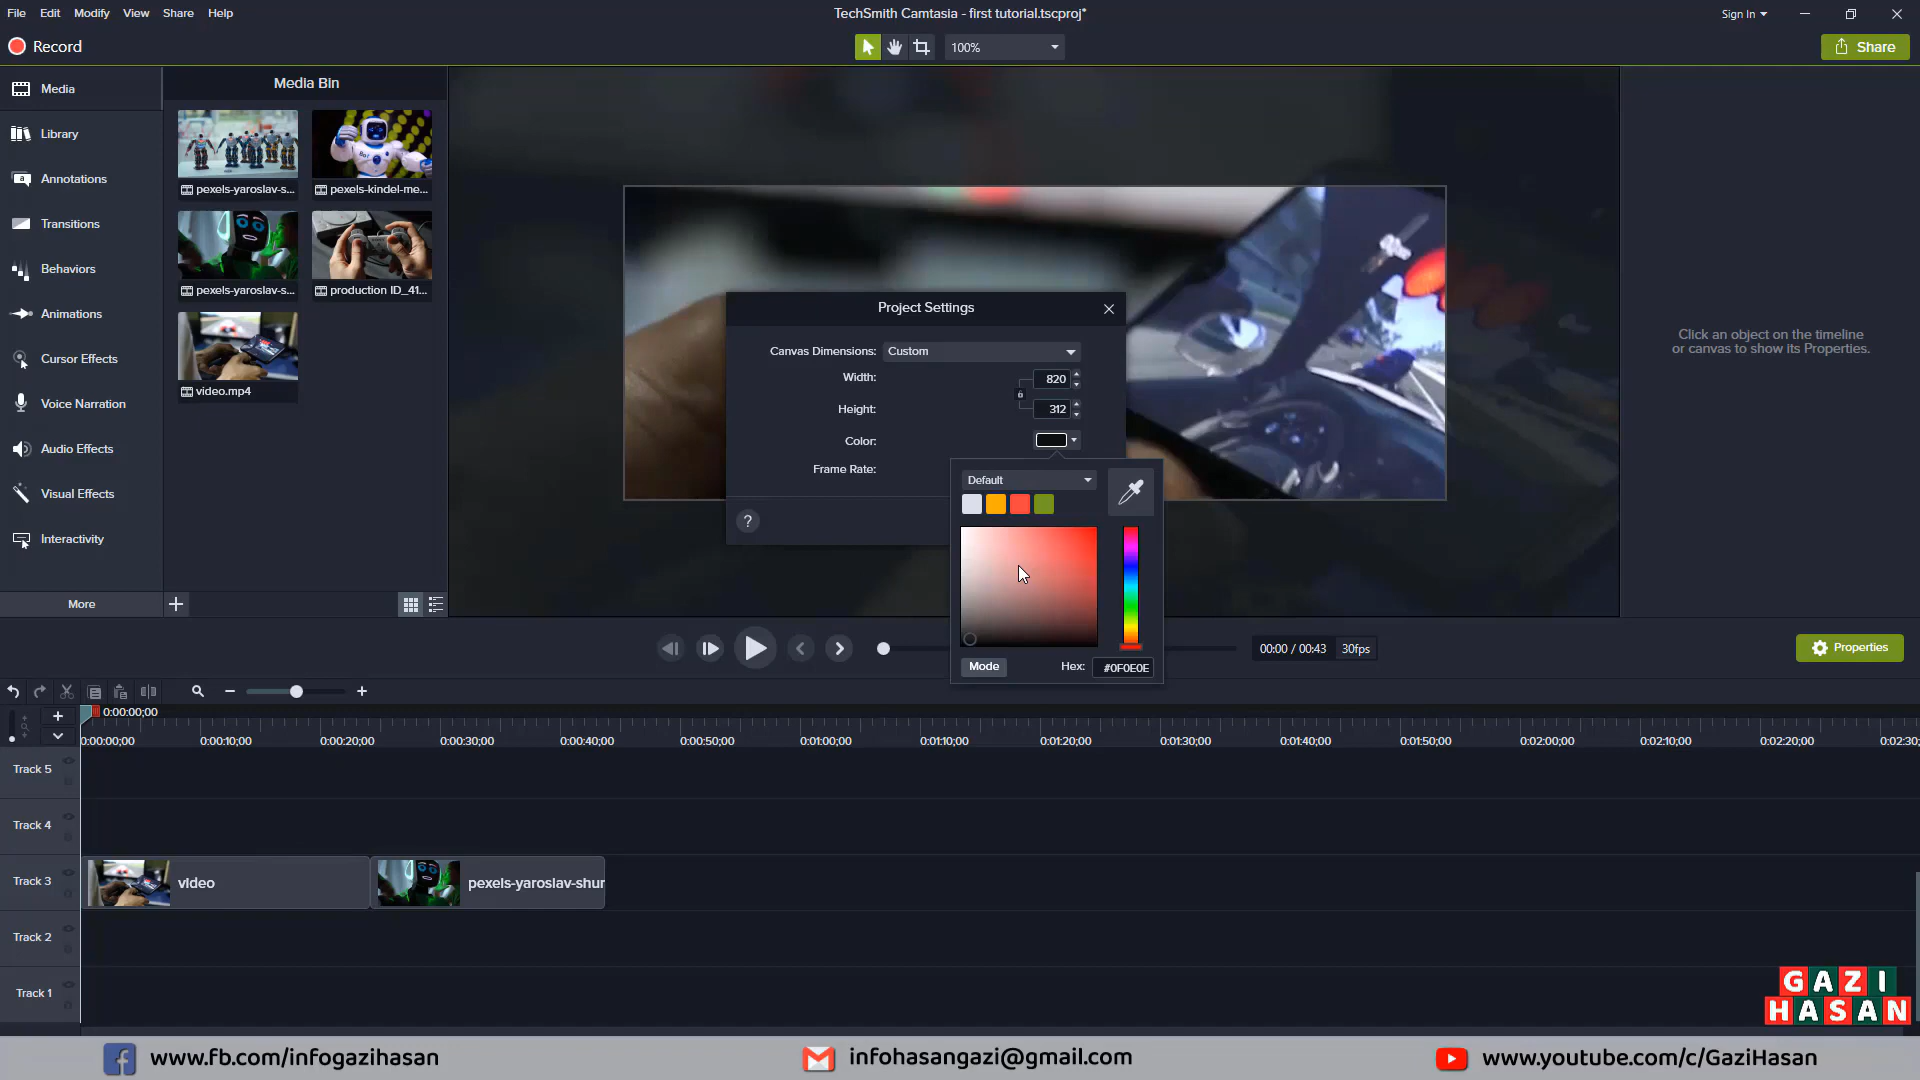 File Edit Modify View Share Help
TechSmith Camtasia - first tutorial.tscproj*
Sign In
Record
100%
Share
Media
Library
Annotations
Transitions
Behaviors
Animations
Cursor Effects
Voice Narration
Audio Effects
Visual Effects
Interactivity
More
Media Bin
pexels-yaroslav-s...
pexels-kindel-me...
pexels-yaroslav-s...
production ID_41...
video.mp4
Project Settings
Canvas Dimensions: Custom
Width: 820
Height: 312
Color:
Frame Rate:
?
Default
Mode
Hex: #0F0E0E
Click an object on the timeline
or canvas to show its Properties.
00:00 / 00:43 30fps
Properties
0:00:00;00
0:00:00;00 0:00:10;00 0:00:20;00 0:00:30;00 0:00:40;00 0:00:50;00 0:01:00;00 0:01:10;00 0:01:20;00 0:01:30;00 0:01:40;00 0:01:50;00 0:02:00;00 0:02:10;00 0:02:20;00 0:02:30;
Track 5
Track 4
Track 3
video
pexels-yaroslav-shur
Track 2
Track 1
GAZI
HASAN
www.fb.com/infogazihasan
infohasangazi@gmail.com
www.youtube.com/c/GaziHasan